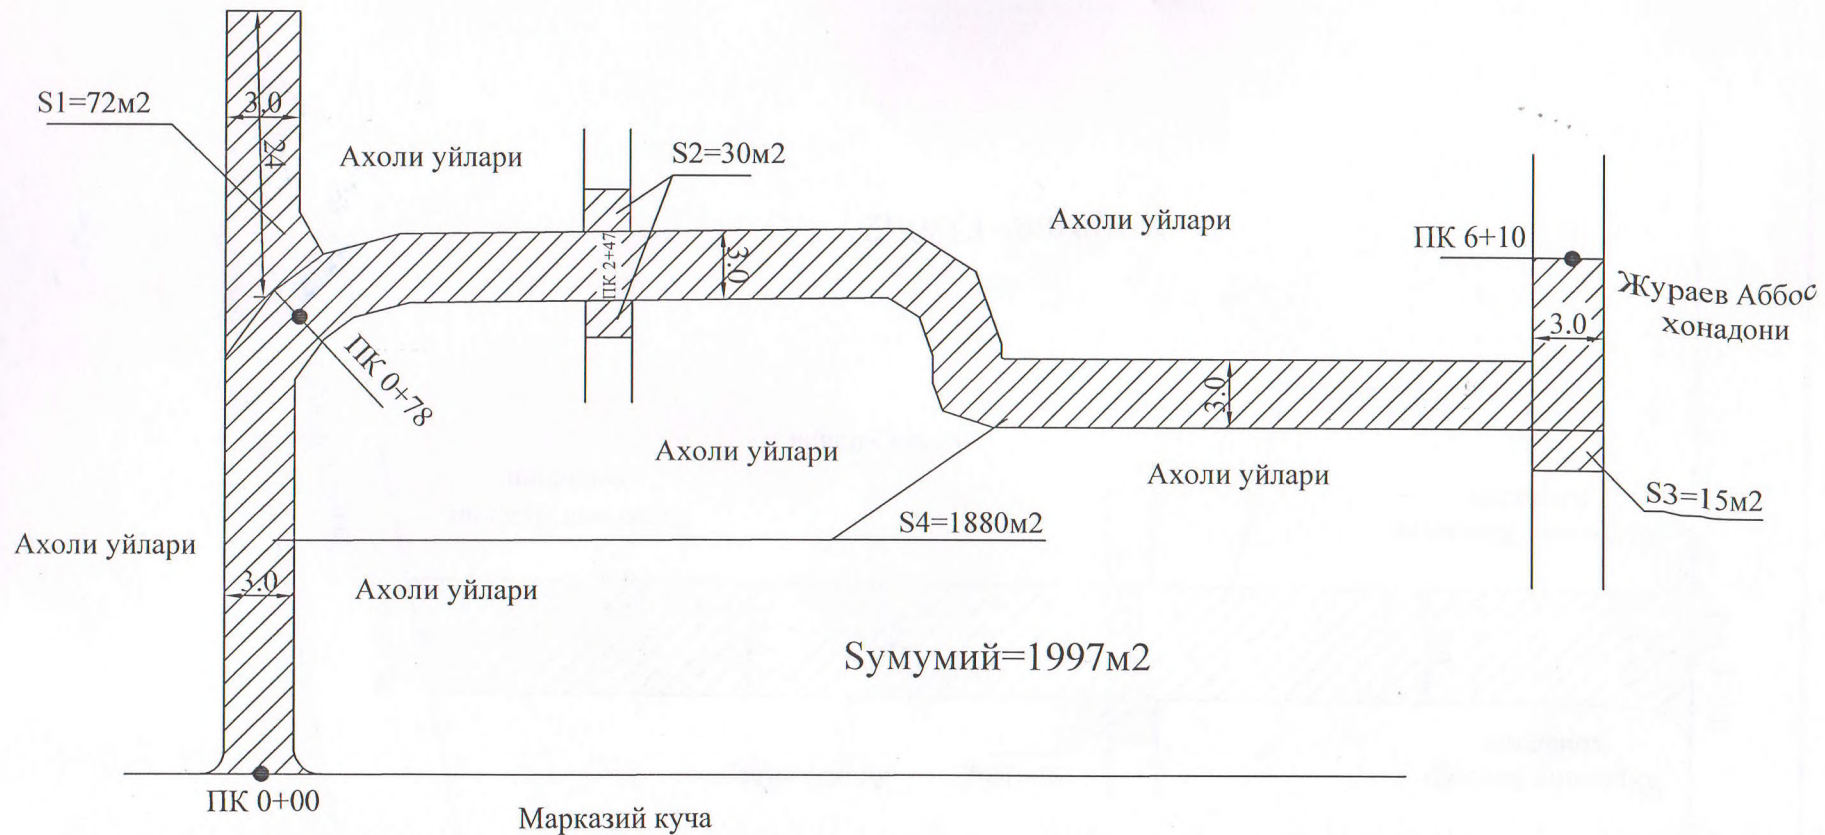 S1=72м2
3.0
24
Ахоли уйлари
S2=30м2
ПК 2+47
3.0
Ахоли уйлари
ПК 6+10
Жураев Аббос
хонадони
3.0
ПК 0+78
3.0
Ахоли уйлари
Ахоли уйлари
S3=15м2
S4=1880м2
Ахоли уйлари
3.0
Ахоли уйлари
Sумумий=1997м2
ПК 0+00
Марказий куча